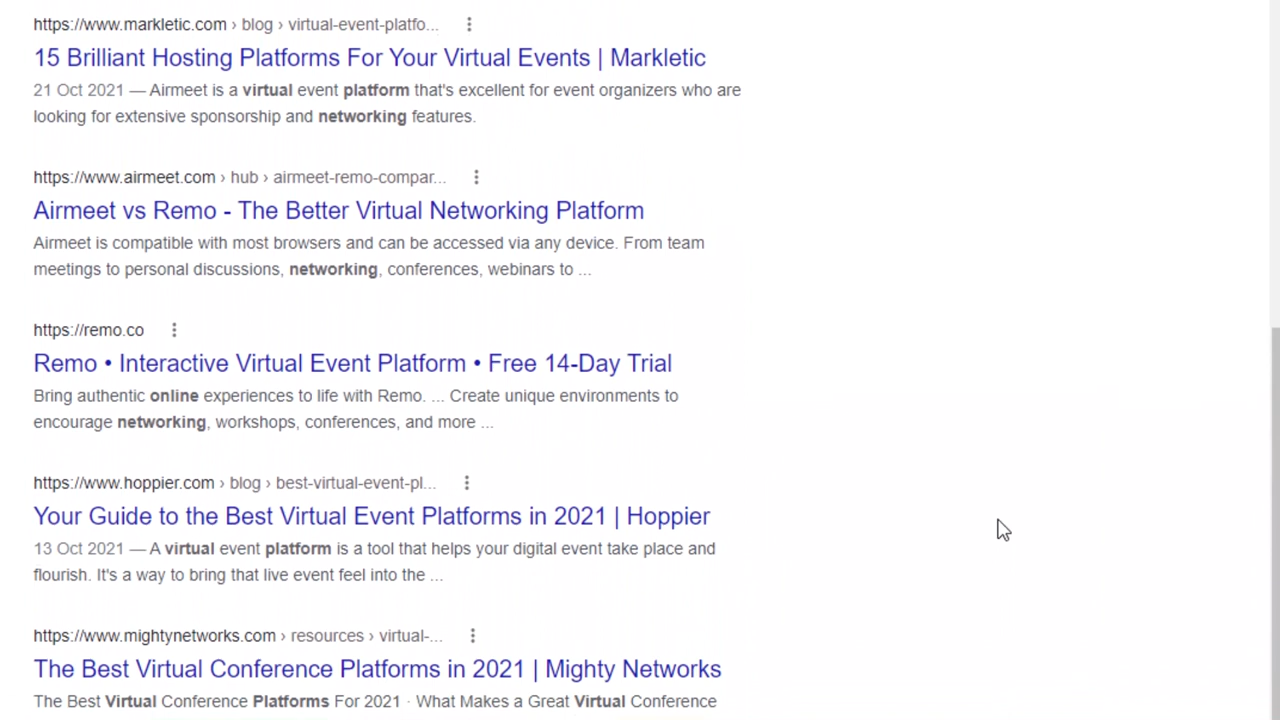 https://www.markletic.com › blog › virtual-event-platfo...
15 Brilliant Hosting Platforms For Your Virtual Events | Markletic
21 Oct 2021 — Airmeet is a virtual event platform that's excellent for event organizers who are
looking for extensive sponsorship and networking features.
https://www.airmeet.com › hub › airmeet-remo-compar...
Airmeet vs Remo - The Better Virtual Networking Platform
Airmeet is compatible with most browsers and can be accessed via any device. From team
meetings to personal discussions, networking, conferences, webinars to ...
https://remo.co
Remo • Interactive Virtual Event Platform • Free 14-Day Trial
Bring authentic online experiences to life with Remo. ... Create unique environments to
encourage networking, workshops, conferences, and more ...
https://www.hoppier.com › blog › best-virtual-event-pl...
Your Guide to the Best Virtual Event Platforms in 2021 | Hoppier
13 Oct 2021 — A virtual event platform is a tool that helps your digital event take place and
flourish. It's a way to bring that live event feel into the ...
https://www.mightynetworks.com › resources › virtual-...
The Best Virtual Conference Platforms in 2021 | Mighty Networks
The Best Virtual Conference Platforms For 2021 · What Makes a Great Virtual Conference